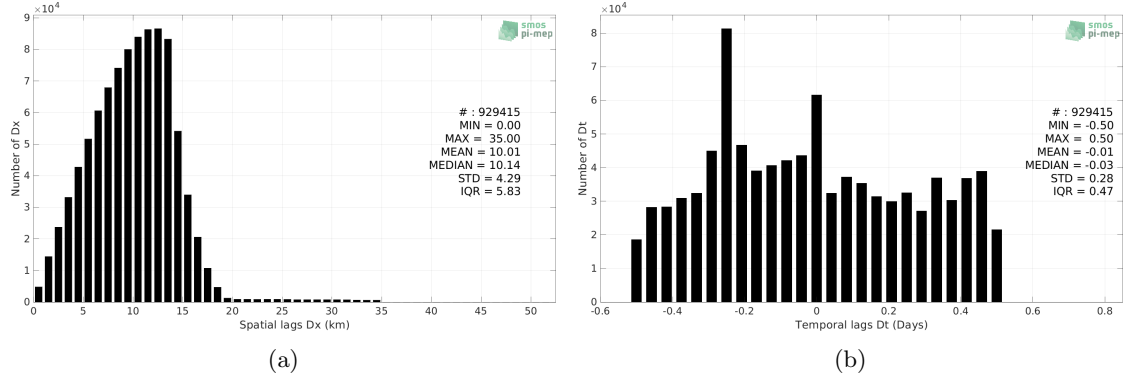 ×10⁴
9
8
7
6
5
4
3
2
1
0
Number of Dx
smos
pi-mep
# : 929415
MIN = 0.00
MAX = 35.00
MEAN = 10.01
MEDIAN = 10.14
STD = 4.29
IQR = 5.83
0 5 10 15 20 25 30 35 40 45 50
Spatial lags Dx (km)
(a)
×10⁴
8
7
6
5
4
3
2
1
0
Number of Dt
smos
pi-mep
# : 929415
MIN = -0.50
MAX = 0.50
MEAN = -0.01
MEDIAN = -0.03
STD = 0.28
IQR = 0.47
-0.6 -0.4 -0.2 0 0.2 0.4 0.6 0.8
Temporal lags Dt (Days)
(b)